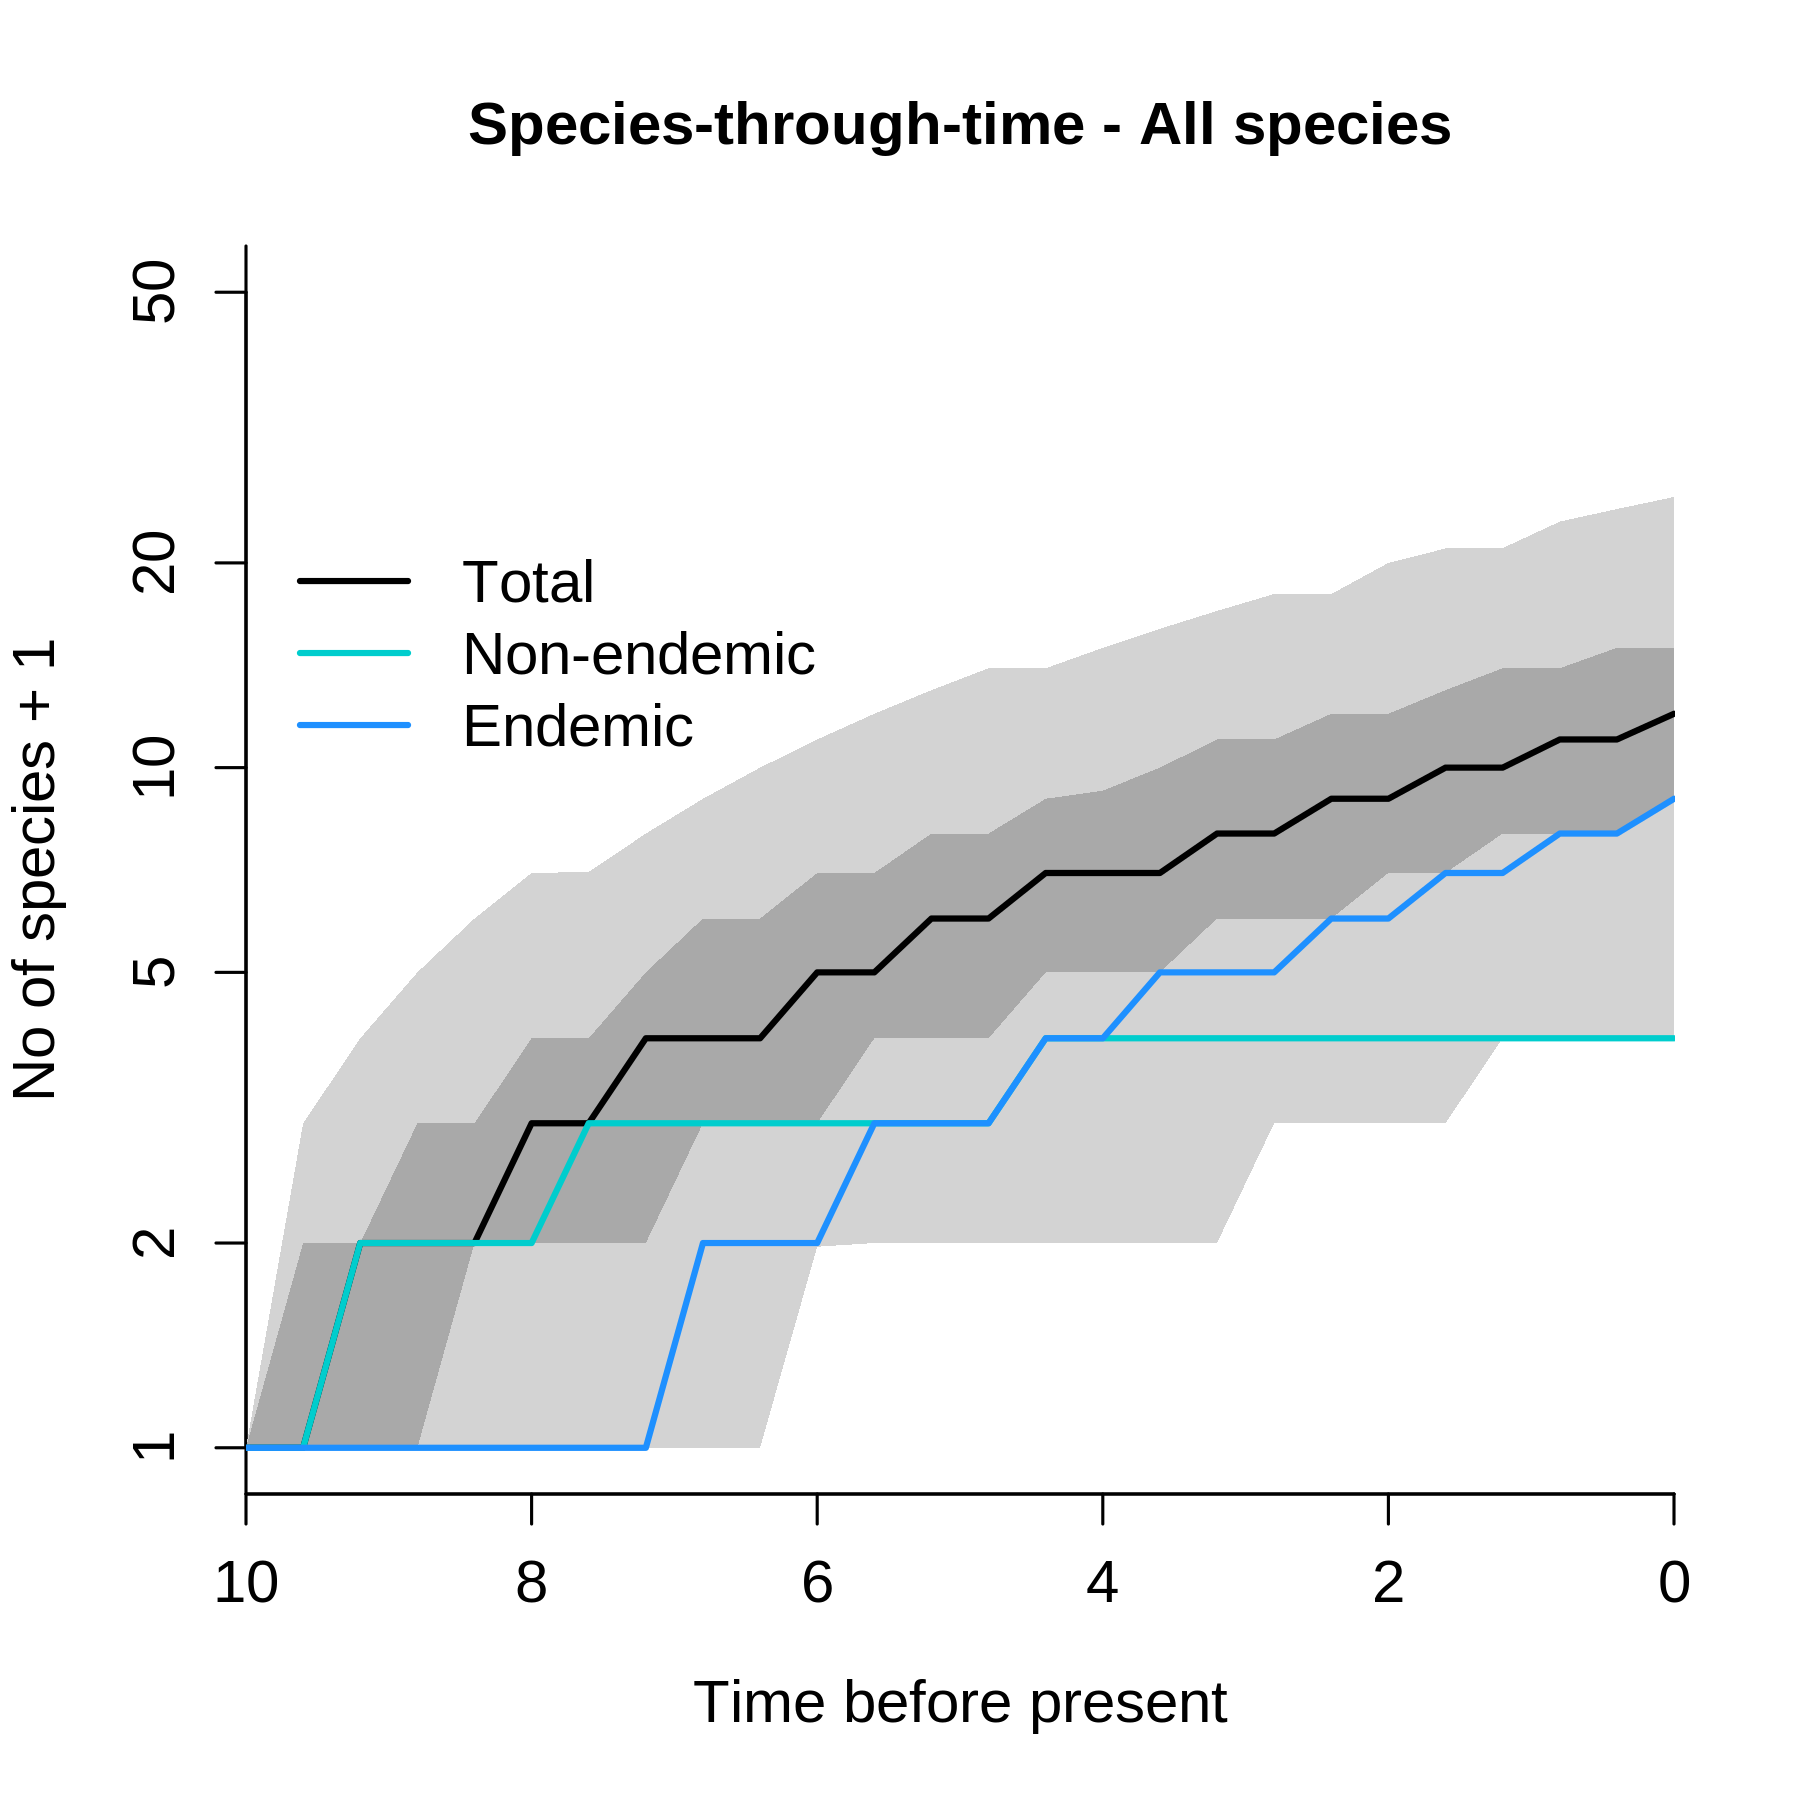 Species-through-time - All species
50
20
10
5
2
1
No of species + 1
Total
Non-endemic
Endemic
10 8 6 4 2 0
Time before present